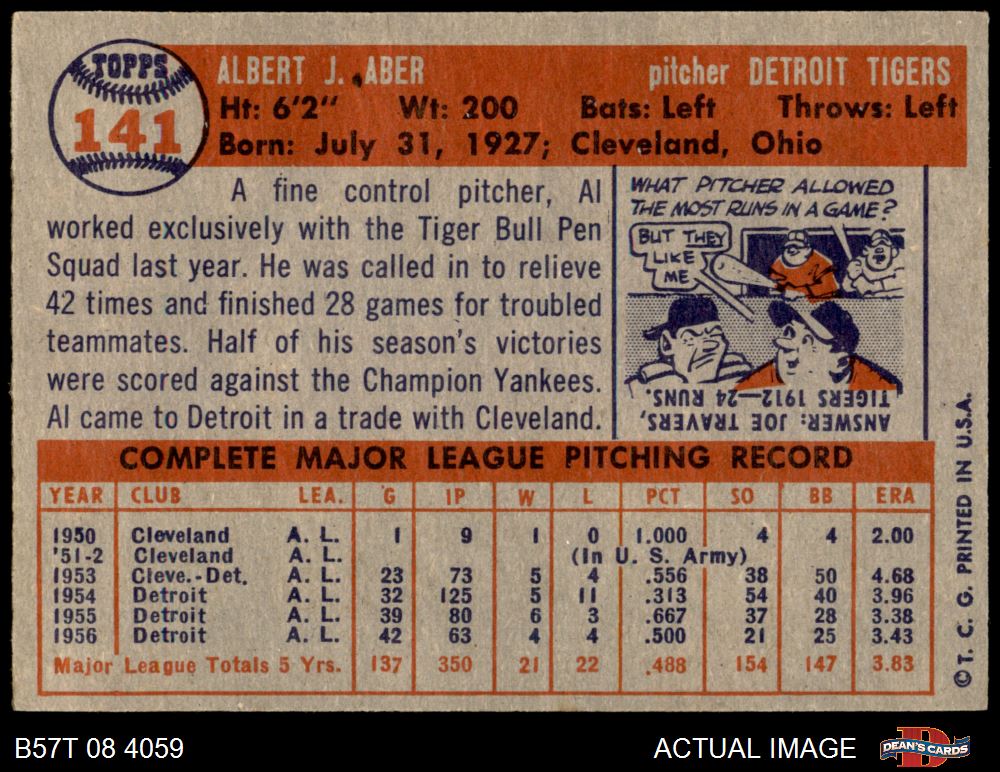 TOPPS
141
ALBERT J. ABER pitcher DETROIT TIGERS
Ht: 6'2" Wt: 200 Bats: Left Throws: Left
Born: July 31, 1927; Cleveland, Ohio
A fine control pitcher, Al
worked exclusively with the Tiger Bull Pen
Squad last year. He was called in to relieve
42 times and finished 28 games for troubled
teammates. Half of his season's victories
were scored against the Champion Yankees.
Al came to Detroit in a trade with Cleveland.
WHAT PITCHER ALLOWED
THE MOST RUNS IN A GAME?
BUT THEY
LIKE
ME
ANSWER: JOE TRAVERS,
TIGERS 1912—24 RUNS.
COMPLETE MAJOR LEAGUE PITCHING RECORD
YEAR CLUB LEA. G IP W L PCT SO BB ERA
1950 Cleveland A. L. 1 9 1 0 1.000 4 4 2.00
'51-2 Cleveland A. L. (In U. S. Army)
1953 Cleve.-Det. A. L. 23 73 5 4 .556 38 50 4.68
1954 Detroit A. L. 32 125 5 11 .313 54 40 3.96
1955 Detroit A. L. 39 80 6 3 .667 37 28 3.38
1956 Detroit A. L. 42 63 4 4 .500 21 25 3.43
Major League Totals 5 Yrs. 137 350 21 22 .488 154 147 3.83
© T. C. G. PRINTED IN U.S.A.
B57T 08 4059 ACTUAL IMAGE
DEAN'S CARDS